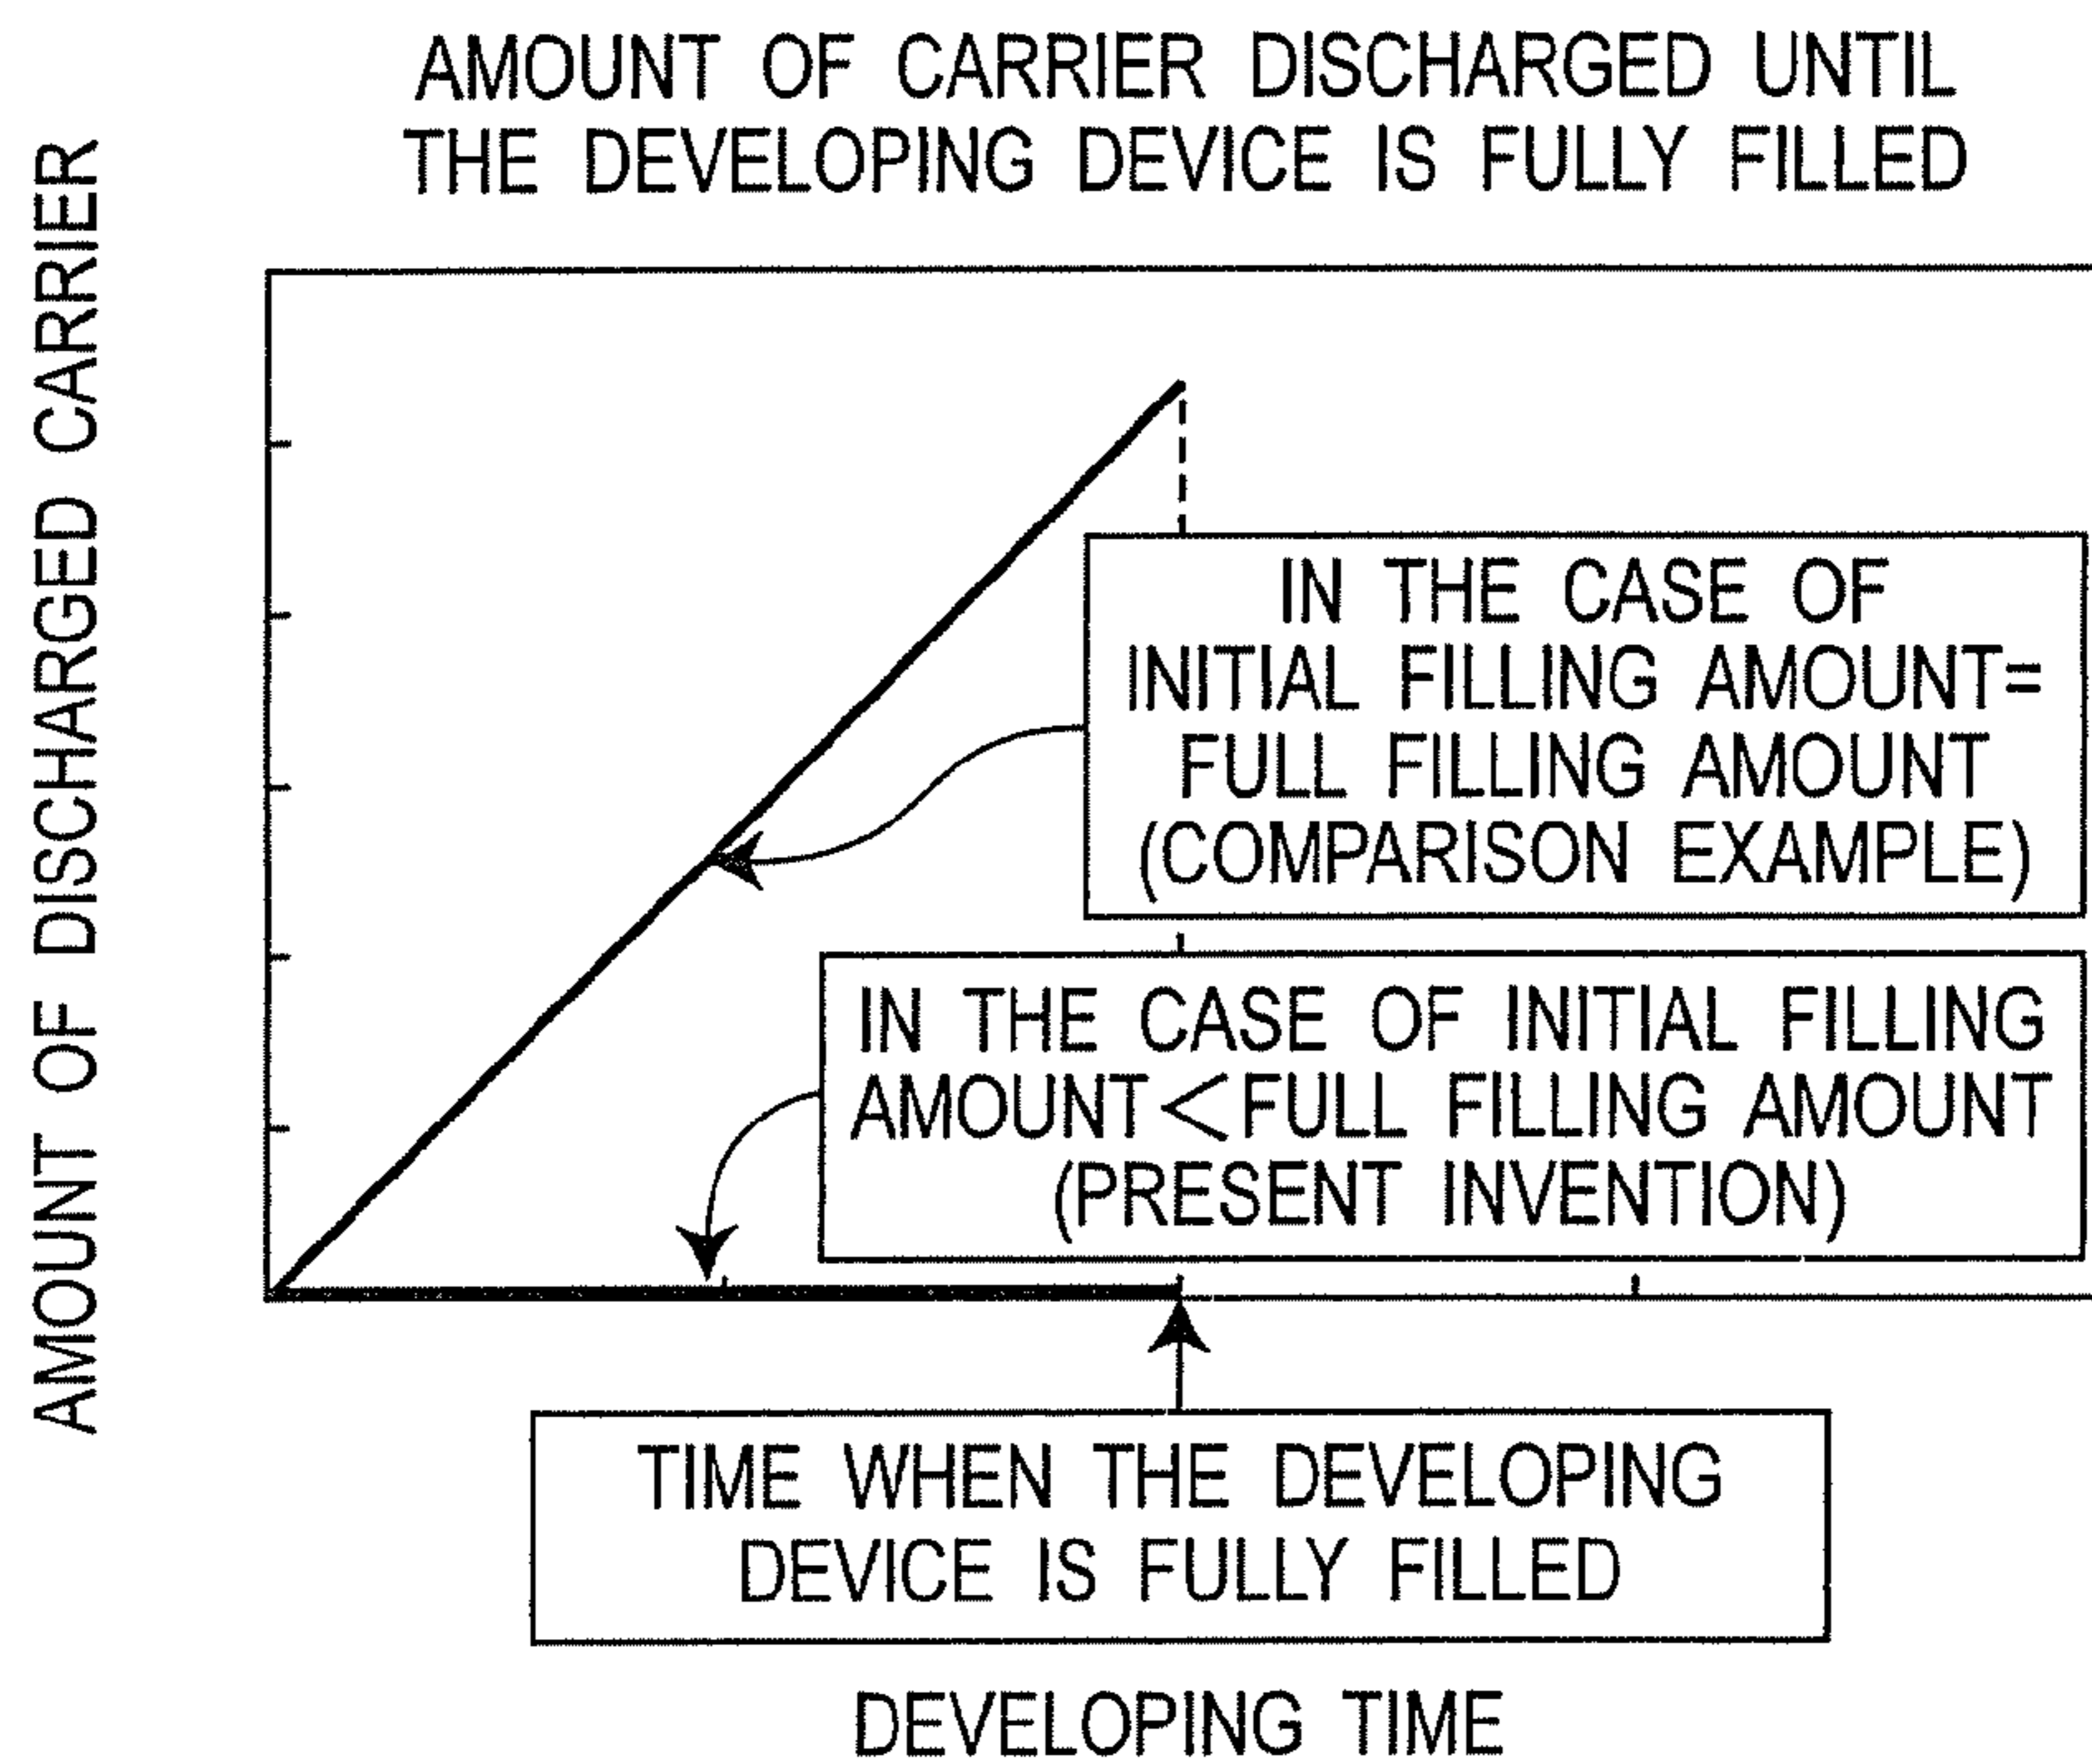 AMOUNT OF CARRIER DISCHARGED UNTIL
THE DEVELOPING DEVICE IS FULLY FILLED
AMOUNT OF DISCHARGED CARRIER
IN THE CASE OF
INITIAL FILLING AMOUNT=
FULL FILLING AMOUNT
(COMPARISON EXAMPLE)
IN THE CASE OF INITIAL FILLING
AMOUNT<FULL FILLING AMOUNT
(PRESENT INVENTION)
TIME WHEN THE DEVELOPING
DEVICE IS FULLY FILLED
DEVELOPING TIME